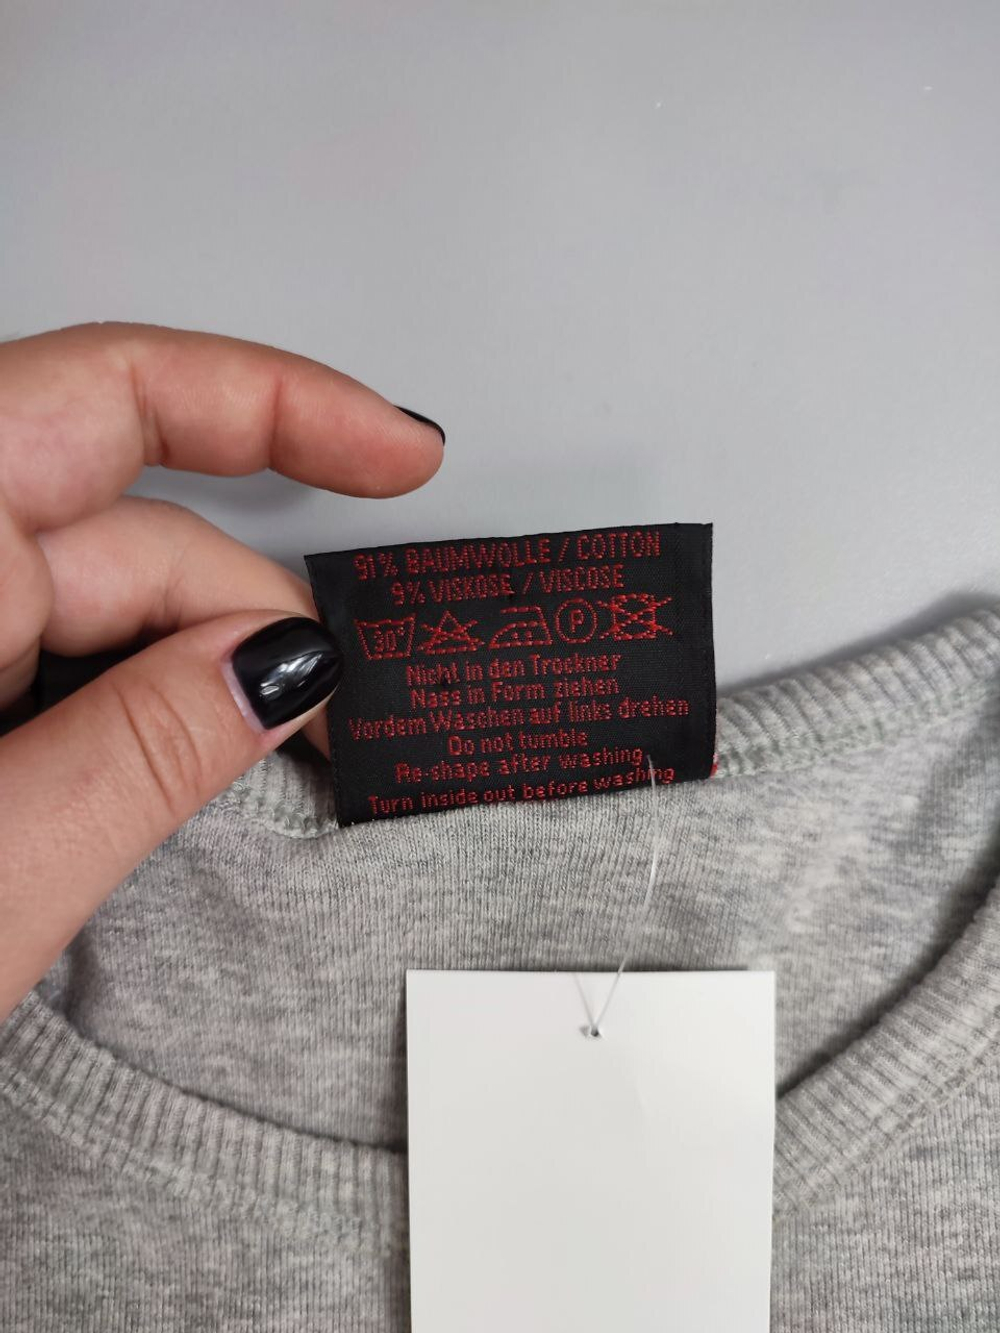 91% BAUMWOLLE / COTTON
9% VISKOSE / VISCOSE
30° P
Nicht in den Trockner
Nass in Form ziehen
Vordem Waschen auf links drehen
Do not tumble
Re-shape after washing
Turn inside out before washing